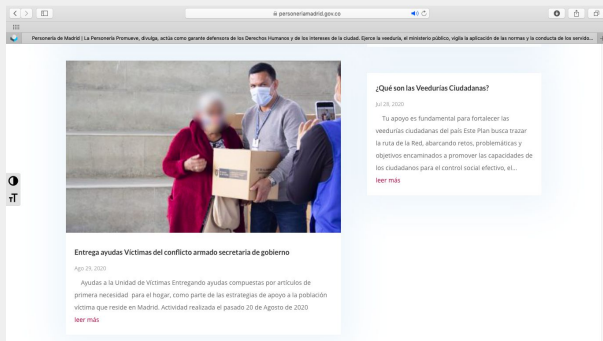 personeriamadrid.gov.co
Personería de Madrid | La Personería Promueve, divulga, actúa como garante defensora de los Derechos Humanos y de los intereses de la ciudad. Ejerce la veeduría, el ministerio público, vigila la aplicación de las normas y la conducta de los servido...
Entrega ayudas Víctimas del conflicto armado secretaria de gobierno
Ago 29, 2020
Ayudas a la Unidad de Víctimas Entregando ayudas compuestas por artículos de
primera necesidad para el hogar, como parte de las estrategias de apoyo a la población
víctima que reside en Madrid. Actividad realizada el pasado 20 de Agosto de 2020
leer más
¿Qué son las Veedurías Ciudadanas?
Jul 28, 2020
Tu apoyo es fundamental para fortalecer las
veedurías ciudadanas del país Este Plan busca trazar
la ruta de la Red, abarcando retos, problemáticas y
objetivos encaminados a promover las capacidades de
los ciudadanos para el control social efectivo, el...
leer más